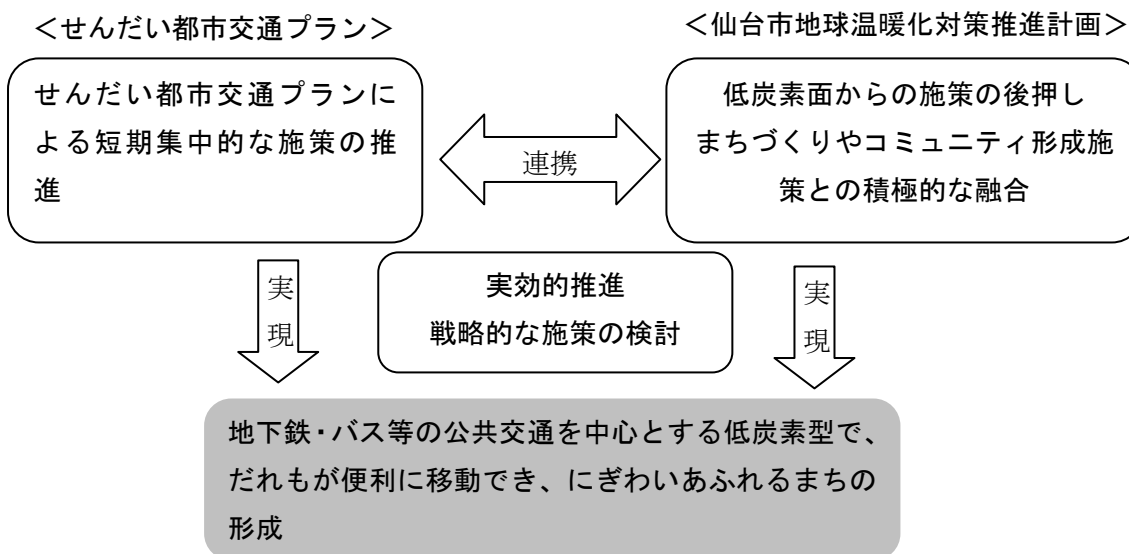 ＜せんだい都市交通プラン＞
＜仙台市地球温暖化対策推進計画＞
せんだい都市交通プランに
よる短期集中的な施策の推
進
連携
低炭素面からの施策の後押し
まちづくりやコミュニティ形成施
策との積極的な融合
実現
実効的推進
戦略的な施策の検討
実現
地下鉄・バス等の公共交通を中心とする低炭素型で、
だれもが便利に移動でき、にぎわいあふれるまちの
形成